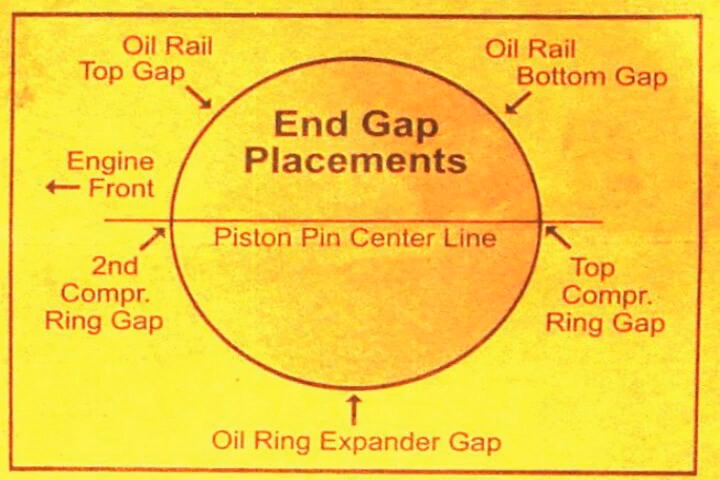 Oil Rail
Top Gap
Oil Rail
Bottom Gap
End Gap
Placements
Engine
Front
Piston Pin Center Line
2nd
Compr.
Ring Gap
Top
Compr.
Ring Gap
Oil Ring Expander Gap